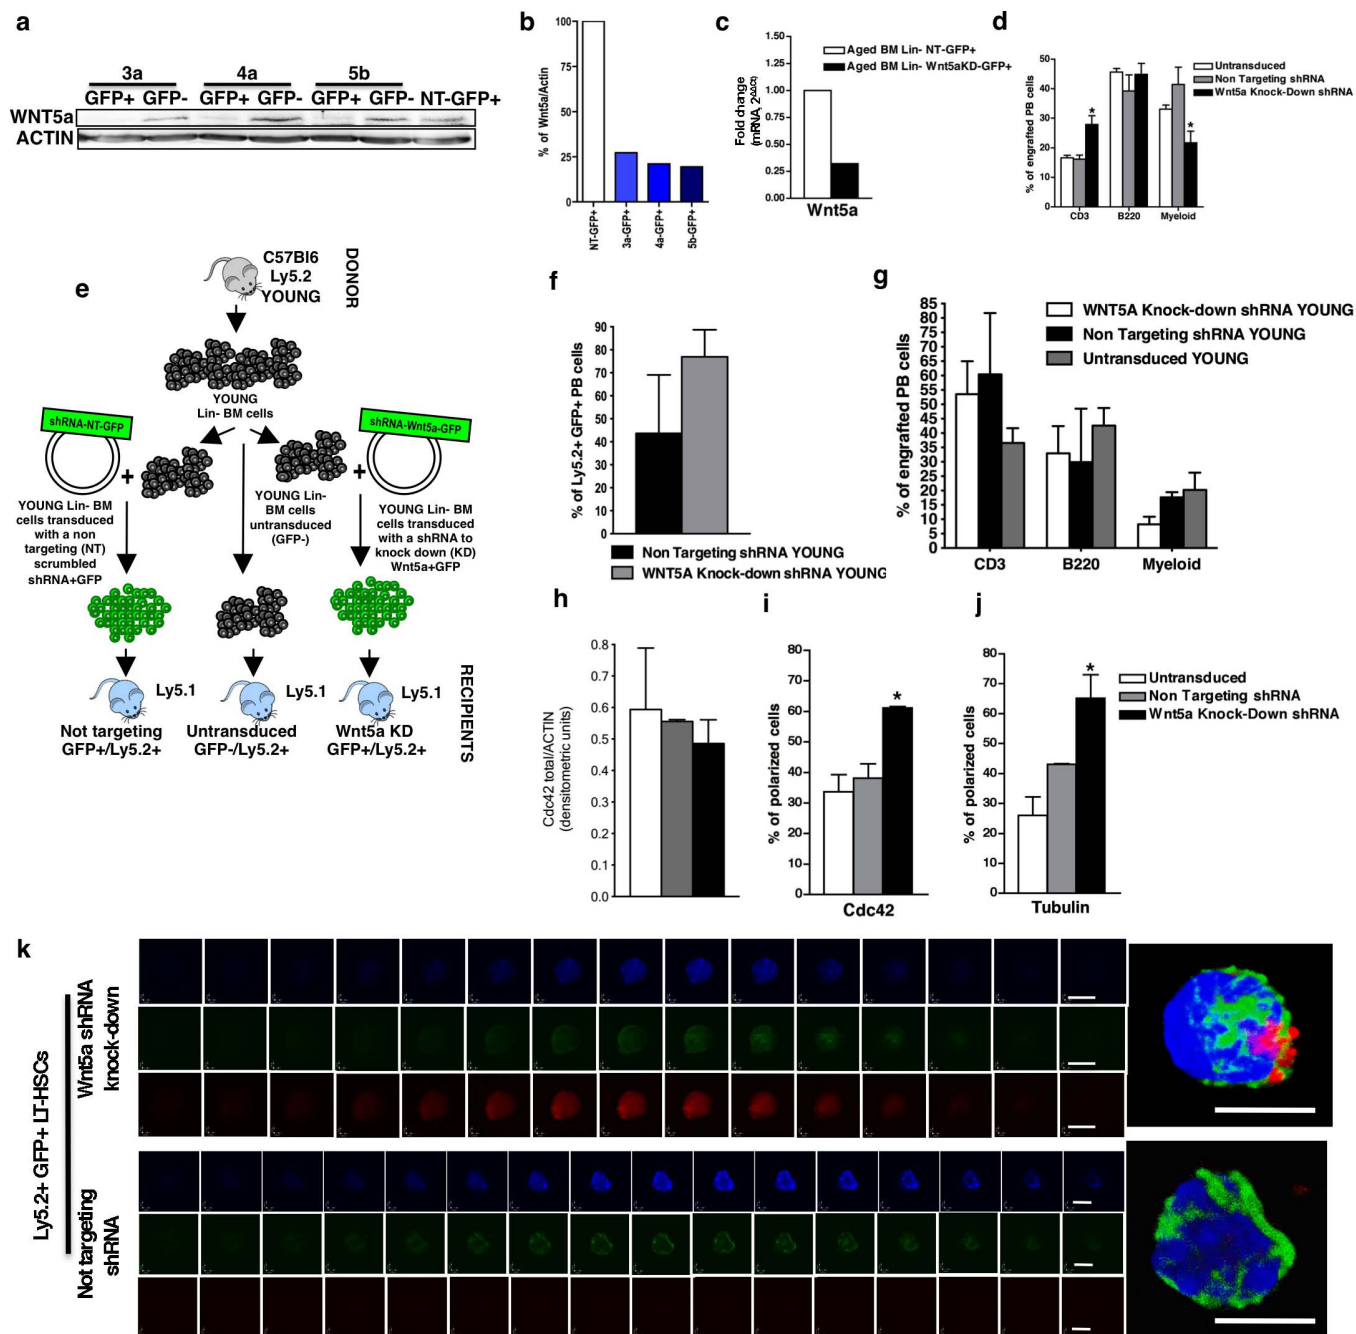 a
3a 4a 5b
GFP+ GFP- GFP+ GFP- GFP+ GFP- NT-GFP+
WNT5a
ACTIN
b
% of Wnt5a/Actin
100
75
50
25
0
NT-GFP+
3a-GFP+
4a-GFP+
5b-GFP+
c
Fold change
(mRNA, 2^ΔΔCt)
1.50
1.25
1.00
0.75
0.50
0.25
0.00
Aged BM Lin- NT-GFP+
Aged BM Lin- Wnt5aKD-GFP+
Wnt5a
d
% of engrafted PB cells
50
40
30
20
10
0
Untransduced
Non Targeting shRNA
Wnt5a Knock-Down shRNA
*
*
CD3 B220 Myeloid
e
C57Bl6
Ly5.2
YOUNG
DONOR
YOUNG
Lin- BM cells
shRNA-NT-GFP
+
shRNA-Wnt5a-GFP
+
YOUNG Lin- BM
cells transduced
with a non
targeting (NT)
scrumbled
shRNA+GFP
YOUNG Lin-
BM cells
untransduced
(GFP-)
YOUNG Lin- BM
cells transduced
with a shRNA to
knock down (KD)
Wnt5a+GFP
Ly5.1 Ly5.1 Ly5.1
Not targeting
GFP+/Ly5.2+
Untransduced
GFP-/Ly5.2+
Wnt5a KD
GFP+/Ly5.2+
RECIPIENTS
f
% of Ly5.2+ GFP+ PB cells
90
80
70
60
50
40
30
20
10
0
Non Targeting shRNA YOUNG
WNT5A Knock-down shRNA YOUNG
g
% of engrafted PB cells
85
80
75
70
65
60
55
50
45
40
35
30
25
20
15
10
5
0
WNT5A Knock-down shRNA YOUNG
Non Targeting shRNA YOUNG
Untransduced YOUNG
CD3 B220 Myeloid
h
Cdc42 total/ACTIN
(densitometric units)
0.8
0.7
0.6
0.5
0.4
0.3
0.2
0.1
0.0
i
% of polarized cells
80
70
60
50
40
30
20
10
0
*
Cdc42
j
% of polarized cells
80
70
60
50
40
30
20
10
0
*
Tubulin
Untransduced
Non Targeting shRNA
Wnt5a Knock-Down shRNA
k
Ly5.2+ GFP+ LT-HSCs
Wnt5a shRNA
knock-down
Not targeting
shRNA